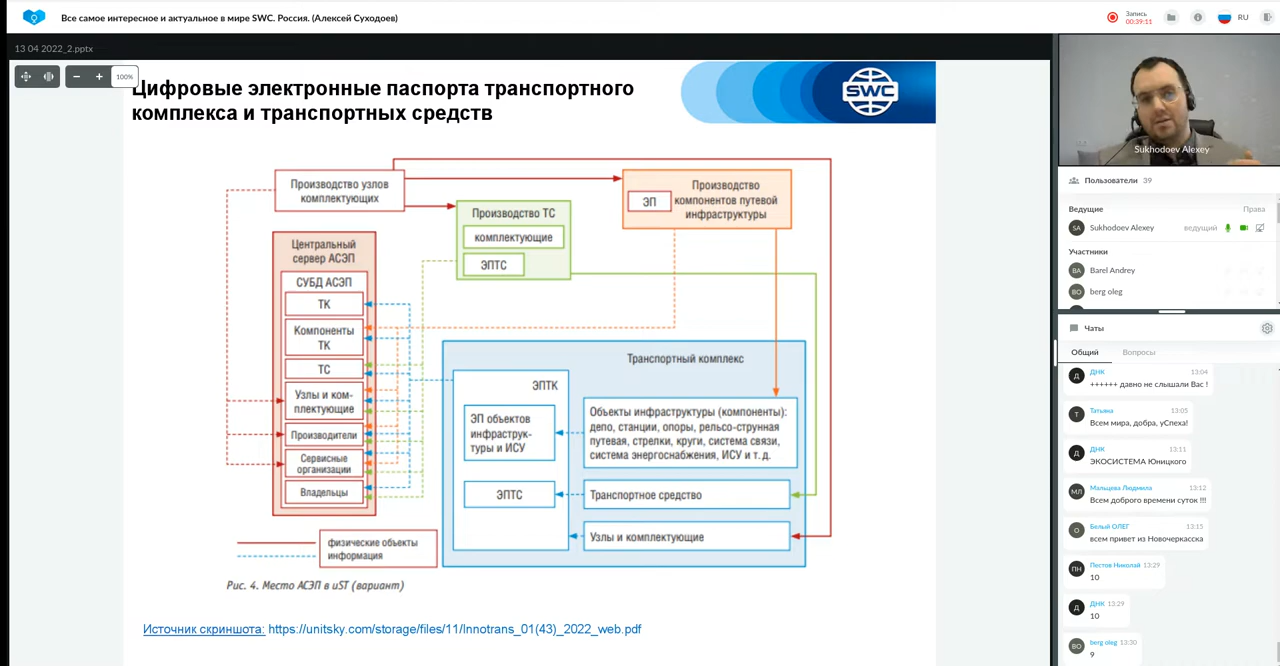 Все самое интересное и актуальное в мире SWC. Россия. (Алексей Суходоев)
Запись
00:39:11
RU
13 04 2022_2.pptx
100%
Цифровые электронные паспорта транспортного
комплекса и транспортных средств
SWC
Производство узлов
комплектующих
Производство
компонентов путевой
инфраструктуры
ЭП
Производство ТС
комплектующие
ЭПТС
Центральный
сервер АСЭП
СУБД АСЭП
ТК
Компоненты
ТК
ТС
Узлы и ком-
плектующие
Производители
Сервисные
организации
Владельцы
Транспортный комплекс
ЭПТК
ЭП объектов
инфраструк-
туры и ИСУ
ЭПТС
Объекты инфраструктуры (компоненты):
депо, станции, опоры, рельсо-струнная
путевая, стрелки, круги, система связи,
система энергоснабжения, ИСУ и т. д.
Транспортное средство
Узлы и комплектующие
физические объекты
информация
Рис. 4. Место АСЭП в uST (вариант)
Источник скриншота: https://unitsky.com/storage/files/11/Innotrans_01(43)_2022_web.pdf
Sukhodoev Alexey
Пользователи 39
Ведущие Права
SA Sukhodoev Alexey ведущий
Участники
BA Barel Andrey
BO berg oleg
Чаты
Общий Вопросы
Д ДНК 13:04
++++++ давно не слышали Вас !
Т Татьяна 13:05
Всем мира, добра, уСпеха!
Д ДНК 13:11
ЭКОСИСТЕМА Юницкого
МЛ Мальцева Людмила 13:12
Всем доброго времени суток !!!
О Белый ОЛЕГ 13:15
всем привет из Новочеркасска
ПН Пестов Николай 13:29
10
Д ДНК 13:29
10
BO berg oleg 13:30
9